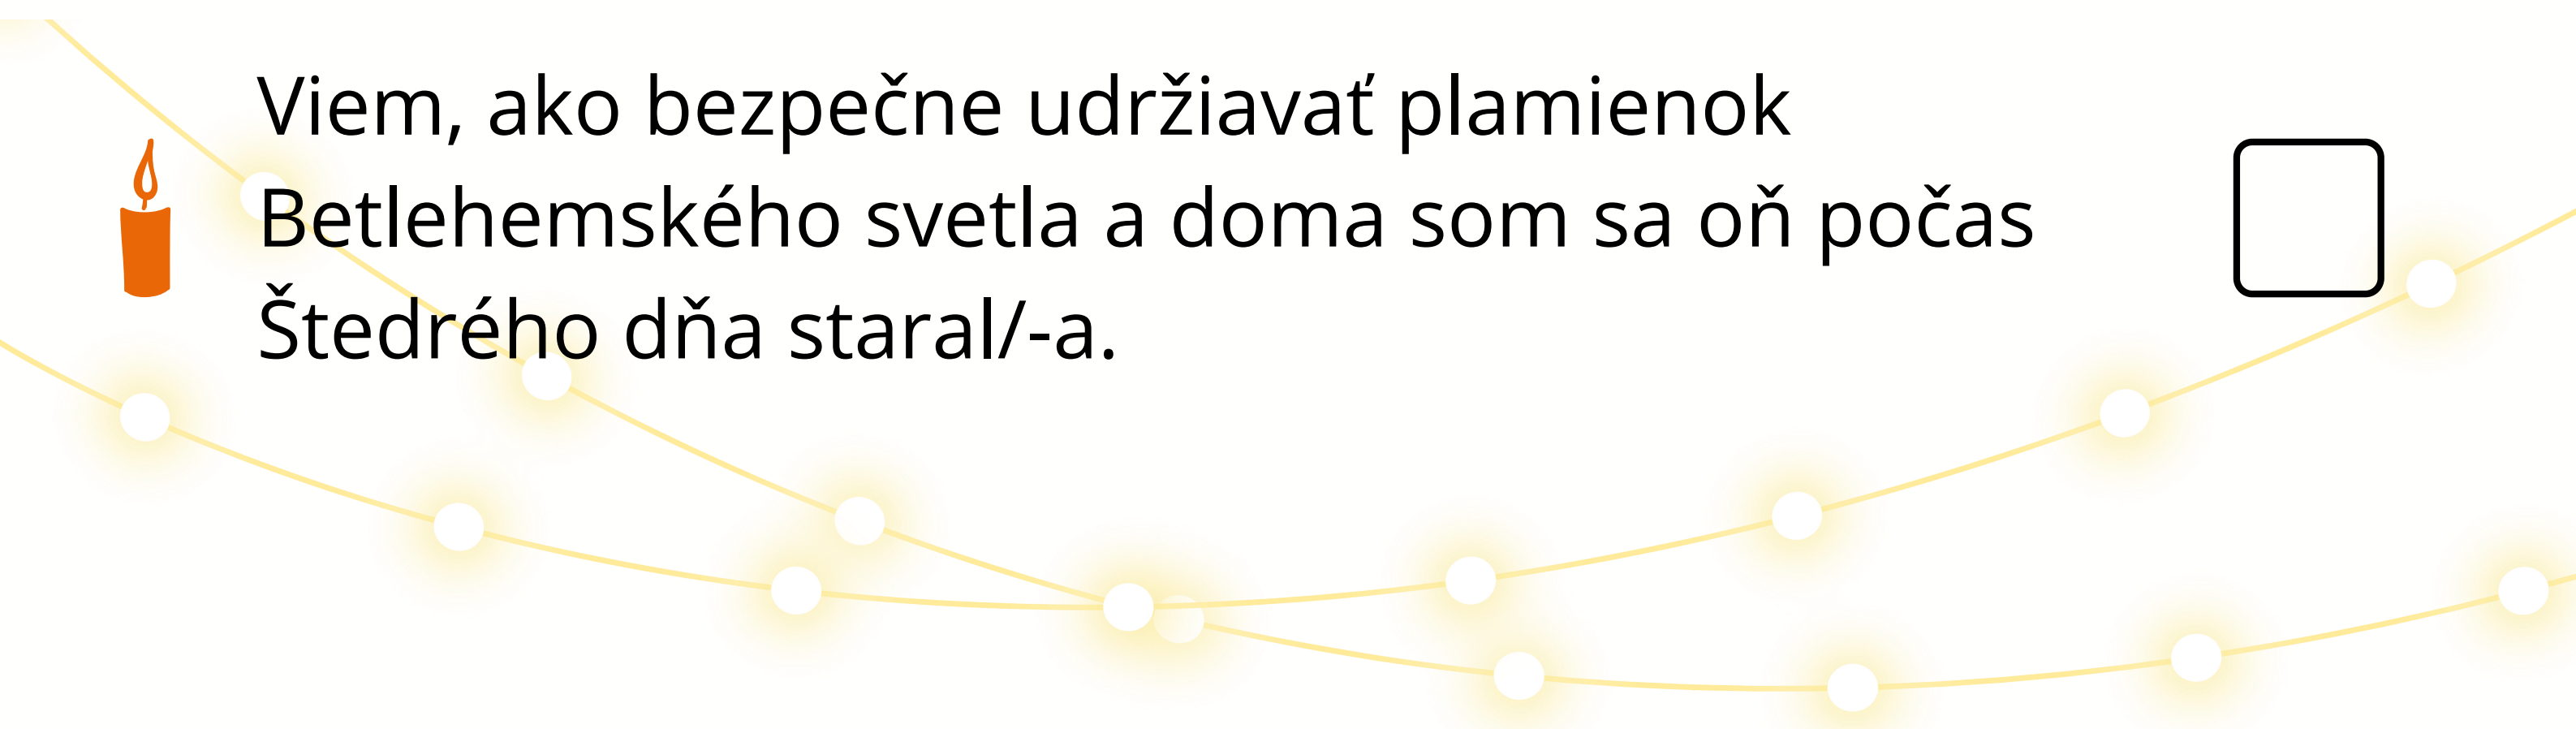 Viem, ako bezpečne udržiavať plamienok
Betlehemského svetla a doma som sa oň počas
Štedrého dňa staral/-a.